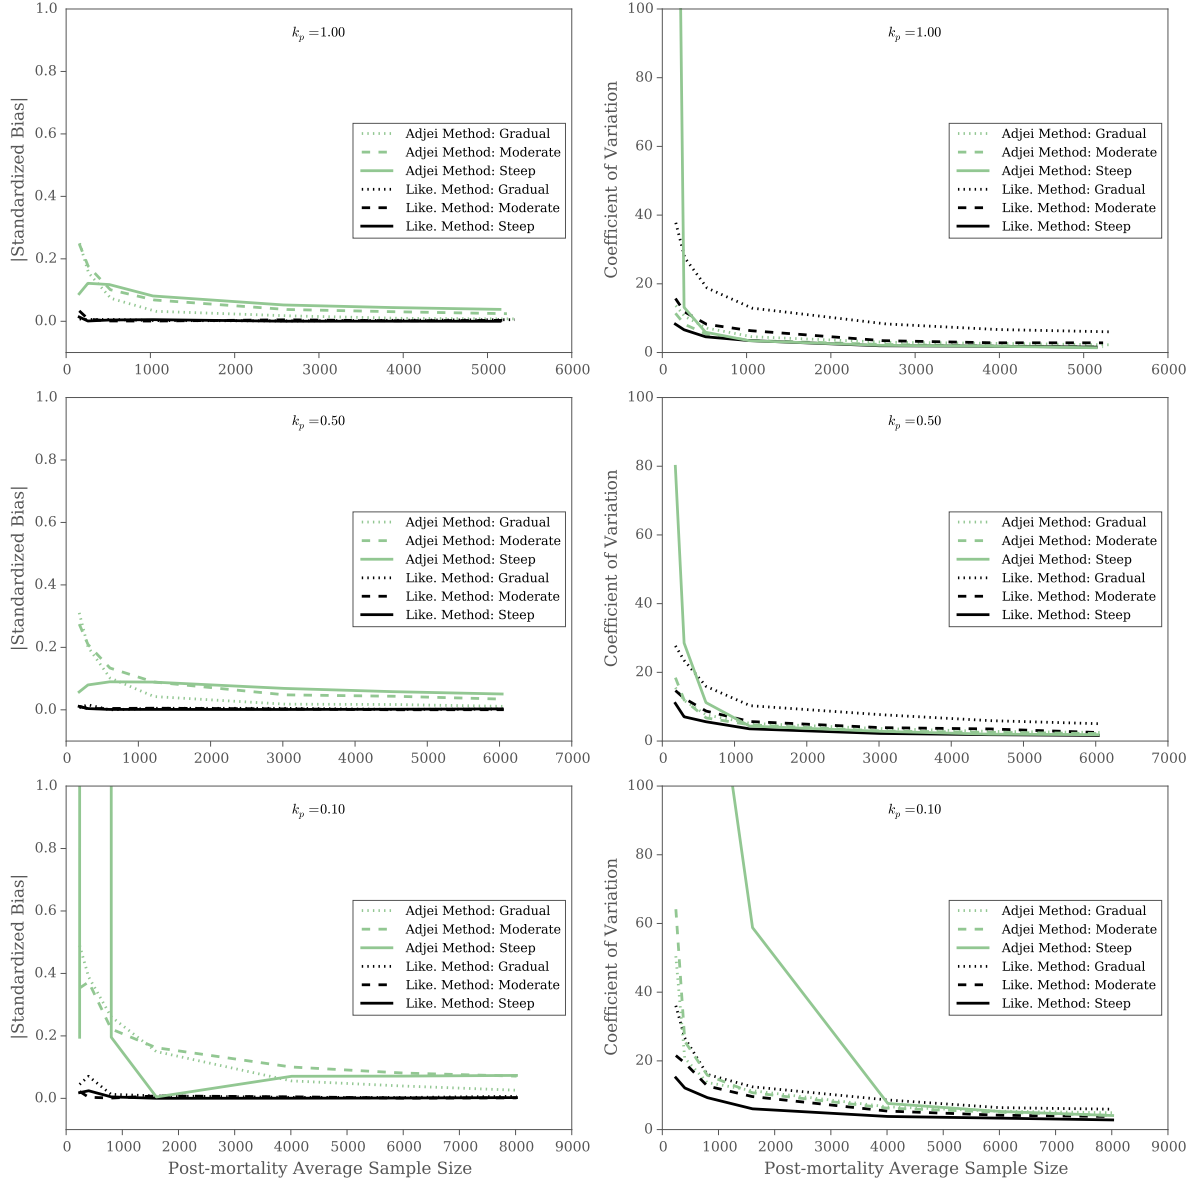 |Standardized Bias|
1.0
0.8
0.6
0.4
0.2
0.0
k_p = 1.00
Adjei Method: Gradual
Adjei Method: Moderate
Adjei Method: Steep
Like. Method: Gradual
Like. Method: Moderate
Like. Method: Steep
0 1000 2000 3000 4000 5000 6000
Coefficient of Variation
100
80
60
40
20
0
k_p = 1.00
Adjei Method: Gradual
Adjei Method: Moderate
Adjei Method: Steep
Like. Method: Gradual
Like. Method: Moderate
Like. Method: Steep
0 1000 2000 3000 4000 5000 6000
|Standardized Bias|
1.0
0.8
0.6
0.4
0.2
0.0
k_p = 0.50
Adjei Method: Gradual
Adjei Method: Moderate
Adjei Method: Steep
Like. Method: Gradual
Like. Method: Moderate
Like. Method: Steep
0 1000 2000 3000 4000 5000 6000 7000
Coefficient of Variation
100
80
60
40
20
0
k_p = 0.50
Adjei Method: Gradual
Adjei Method: Moderate
Adjei Method: Steep
Like. Method: Gradual
Like. Method: Moderate
Like. Method: Steep
0 1000 2000 3000 4000 5000 6000 7000
|Standardized Bias|
1.0
0.8
0.6
0.4
0.2
0.0
k_p = 0.10
Adjei Method: Gradual
Adjei Method: Moderate
Adjei Method: Steep
Like. Method: Gradual
Like. Method: Moderate
Like. Method: Steep
0 1000 2000 3000 4000 5000 6000 7000 8000 9000
Post-mortality Average Sample Size
Coefficient of Variation
100
80
60
40
20
0
k_p = 0.10
Adjei Method: Gradual
Adjei Method: Moderate
Adjei Method: Steep
Like. Method: Gradual
Like. Method: Moderate
Like. Method: Steep
0 1000 2000 3000 4000 5000 6000 7000 8000 9000
Post-mortality Average Sample Size